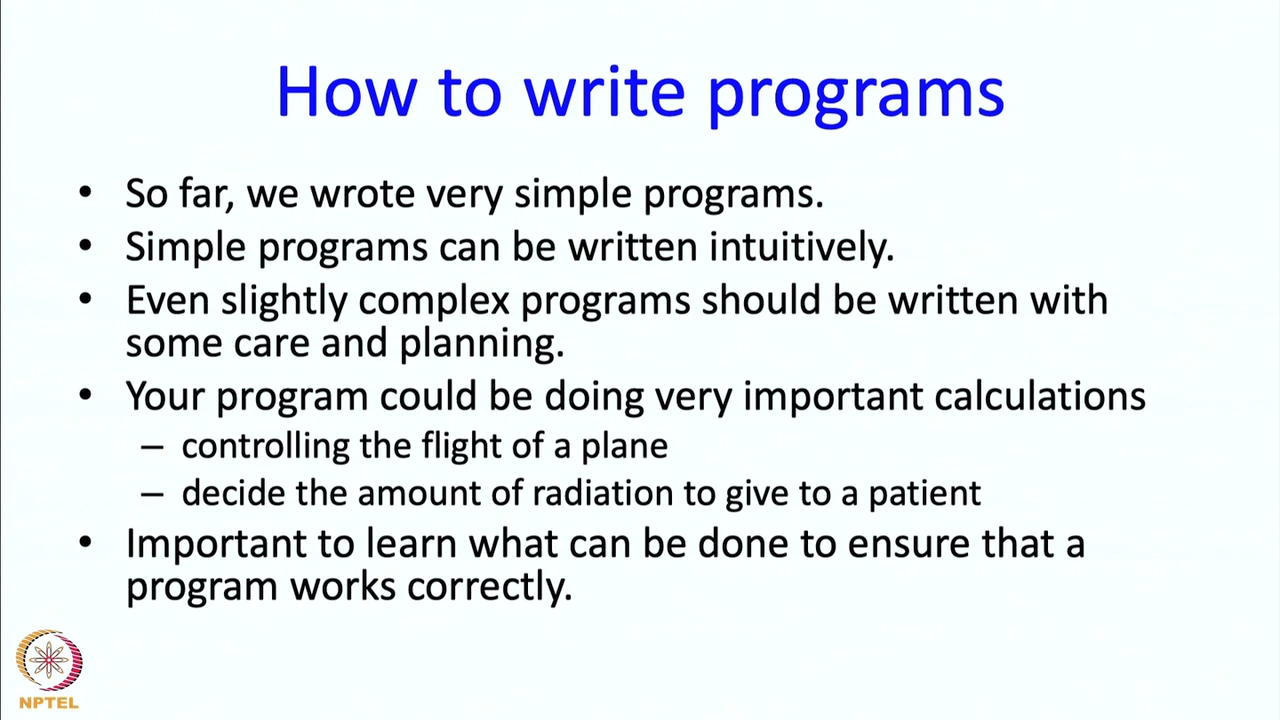 How to write programs
• So far, we wrote very simple programs.
• Simple programs can be written intuitively.
• Even slightly complex programs should be written with
some care and planning.
• Your program could be doing very important calculations
– controlling the flight of a plane
– decide the amount of radiation to give to a patient
• Important to learn what can be done to ensure that a
program works correctly.
NPTEL